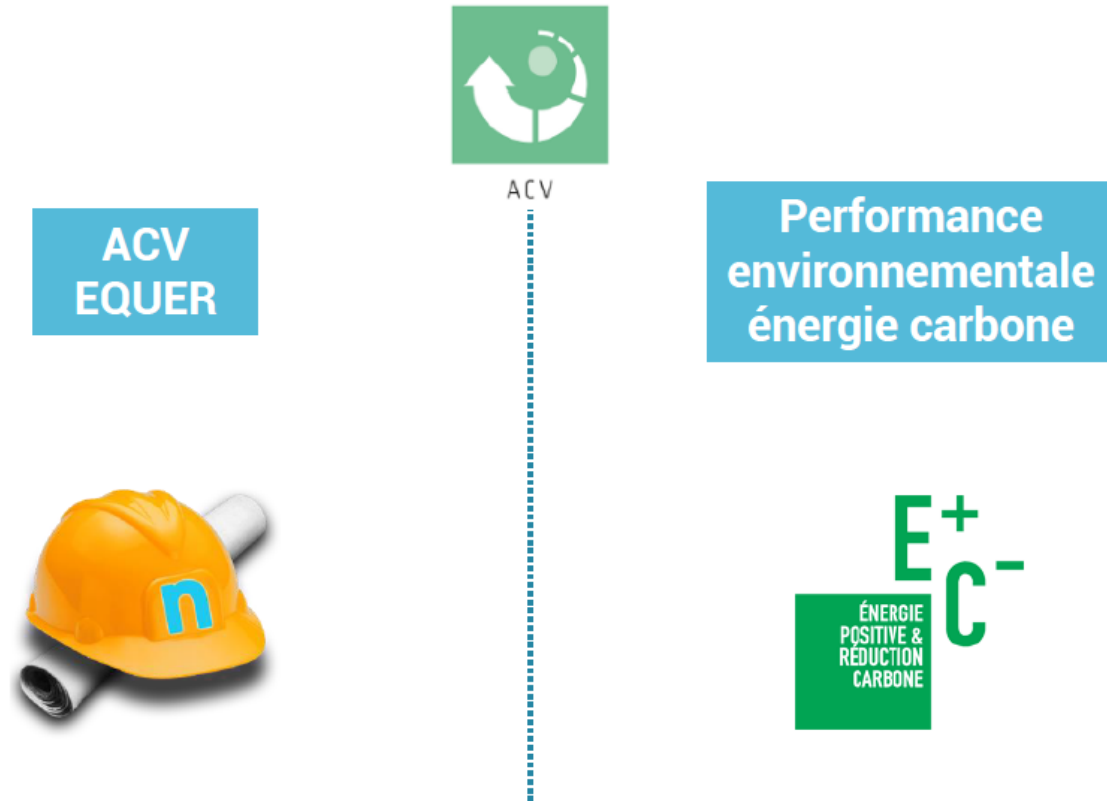 ACV
ACV
EQUER
Performance
environnementale
énergie carbone
n
E+
C-
ÉNERGIE
POSITIVE &
RÉDUCTION
CARBONE